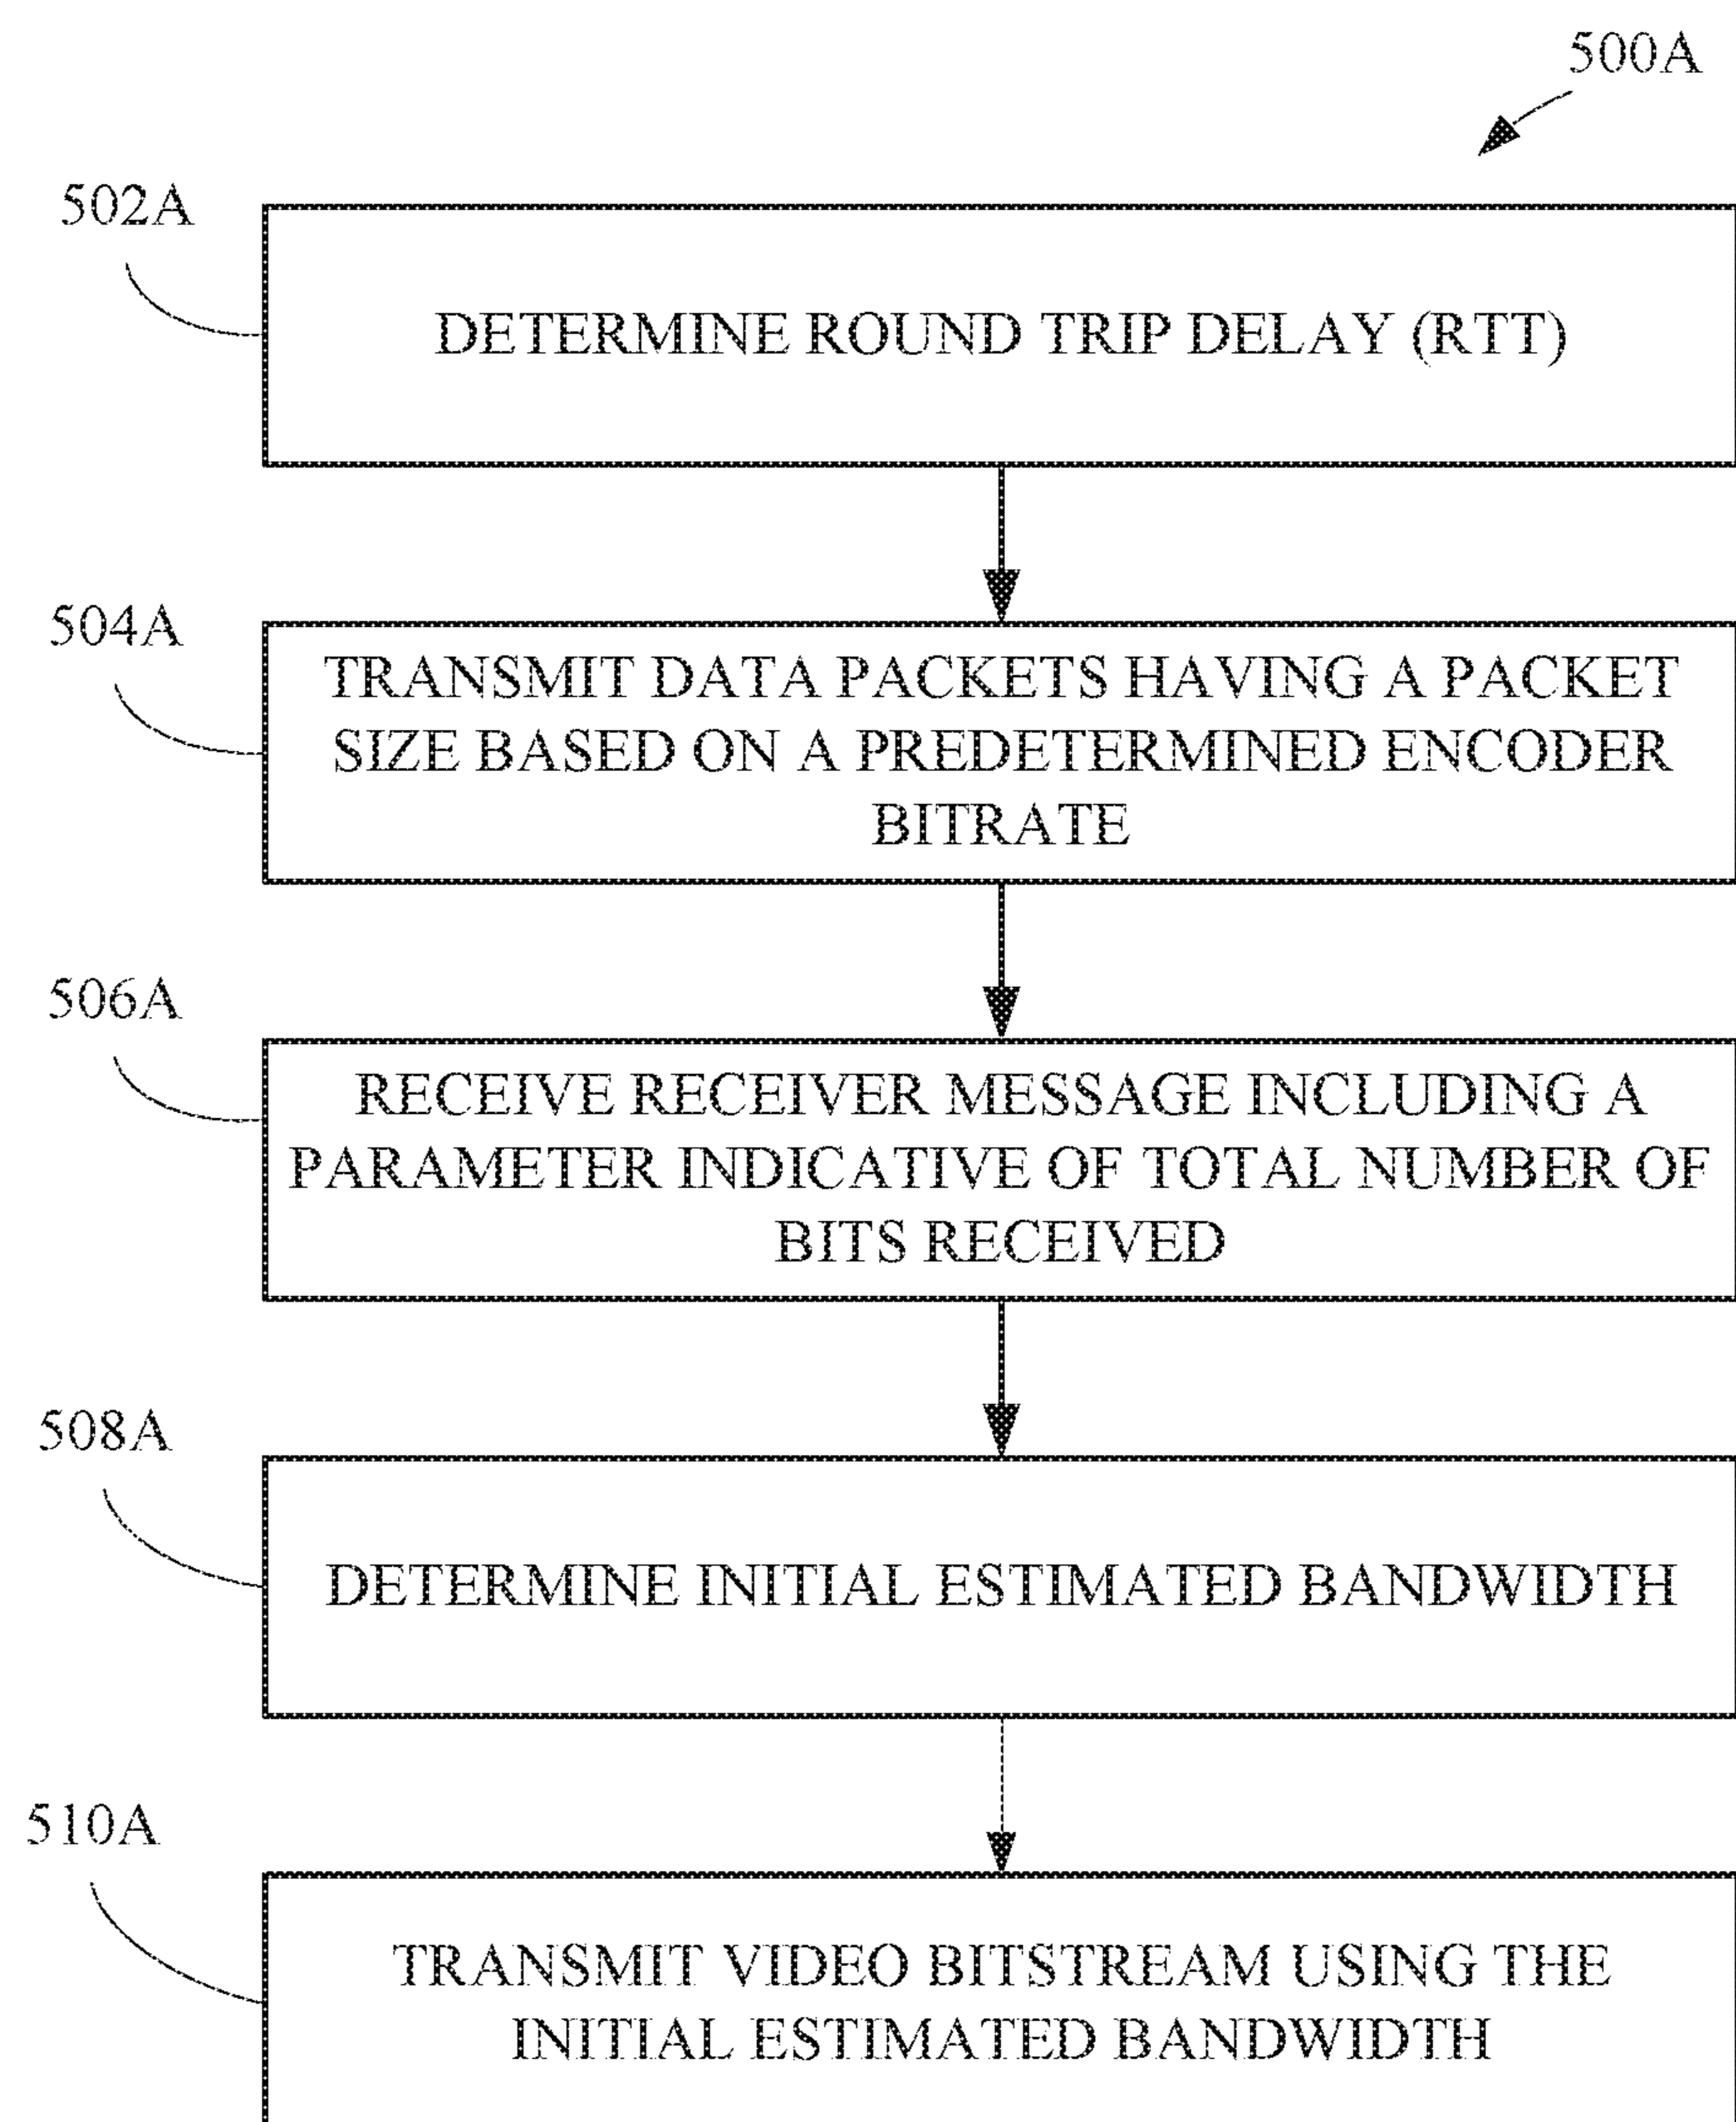 500A
502A
DETERMINE ROUND TRIP DELAY (RTT)
504A
TRANSMIT DATA PACKETS HAVING A PACKET
SIZE BASED ON A PREDETERMINED ENCODER
BITRATE
506A
RECEIVE RECEIVER MESSAGE INCLUDING A
PARAMETER INDICATIVE OF TOTAL NUMBER OF
BITS RECEIVED
508A
DETERMINE INITIAL ESTIMATED BANDWIDTH
510A
TRANSMIT VIDEO BITSTREAM USING THE
INITIAL ESTIMATED BANDWIDTH